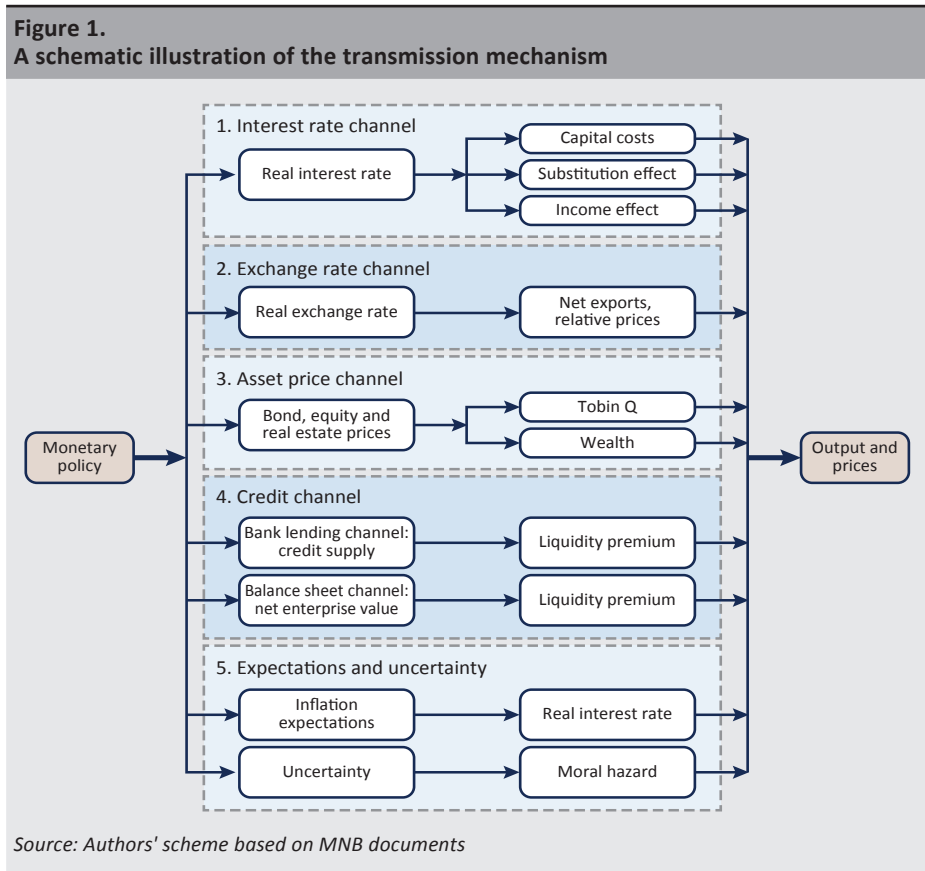 Figure 1.
A schematic illustration of the transmission mechanism
1. Interest rate channel
Real interest rate
Capital costs
Substitution effect
Income effect
2. Exchange rate channel
Real exchange rate
Net exports,
relative prices
3. Asset price channel
Bond, equity and
real estate prices
Tobin Q
Wealth
Monetary
policy
Output and
prices
4. Credit channel
Bank lending channel:
credit supply
Liquidity premium
Balance sheet channel:
net enterprise value
Liquidity premium
5. Expectations and uncertainty
Inflation
expectations
Real interest rate
Uncertainty
Moral hazard
Source: Authors' scheme based on MNB documents